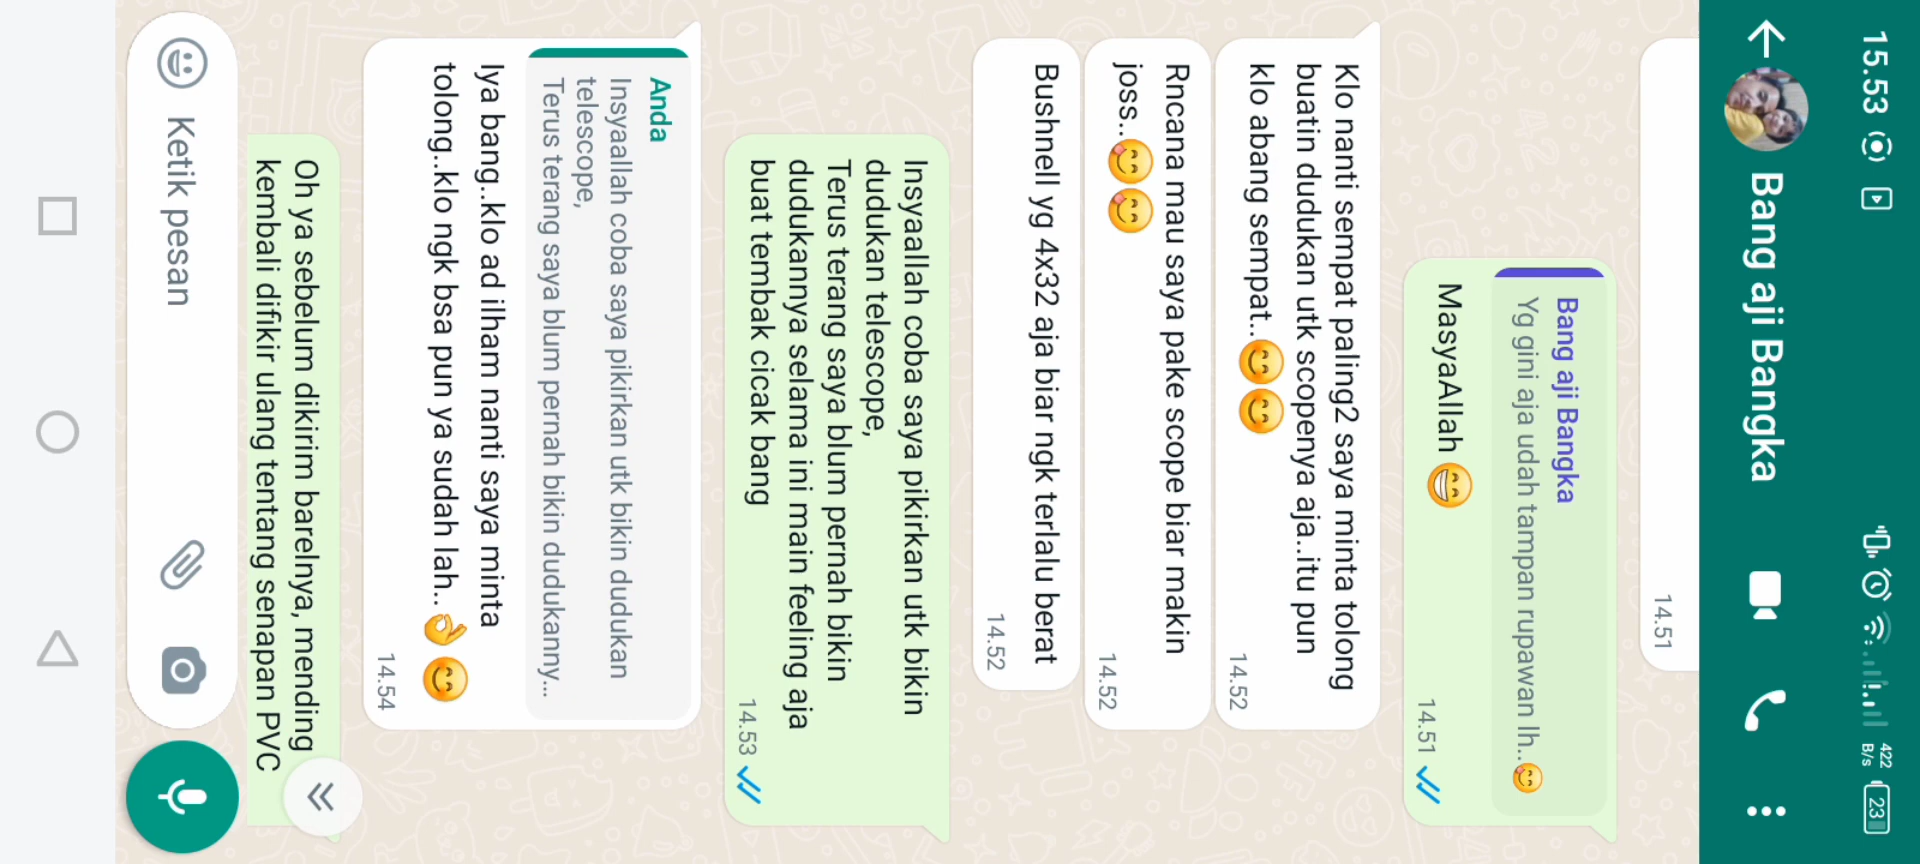 15.53
422 B/s
23
Bang aji Bangka
14.51
Bang aji Bangka
Yg gini aja udah tampan rupawan lh..
MasyaAllah
14.51
Klo nanti sempat paling2 saya minta tolong
buatin dudukan utk scopenya aja..itu pun
klo abang sempat..
14.52
Rncana mau saya pake scope biar makin
joss..
14.52
Bushnell yg 4x32 aja biar ngk terlalu berat
14.52
Insyaallah coba saya pikirkan utk bikin
dudukan telescope,
Terus terang saya blum pernah bikin
dudukannya selama ini main feeling aja
buat tembak cicak bang
14.53
Anda
Insyaallah coba saya pikirkan utk bikin dudukan
telescope,
Terus terang saya blum pernah bikin dudukanny...
Iya bang..klo ad ilham nanti saya minta
tolong..klo ngk bsa pun ya sudah lah..
14.54
Oh ya sebelum dikirim barelnya, mending
kembali difikir ulang tentang senapan PVC
Ketik pesan